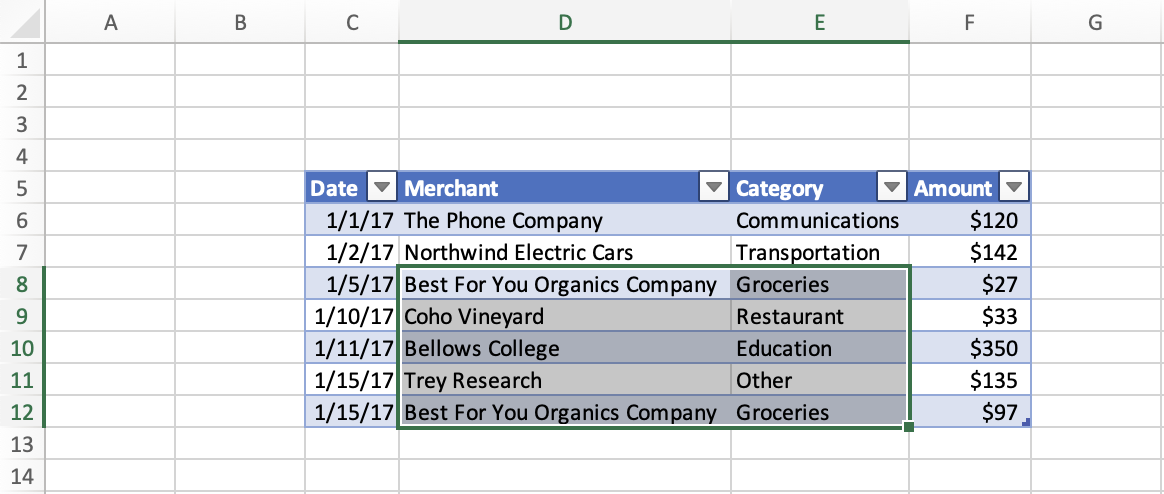 A B C D E F G
1
2
3
4
5 Date Merchant Category Amount
6 1/1/17 The Phone Company Communications $120
7 1/2/17 Northwind Electric Cars Transportation $142
8 1/5/17 Best For You Organics Company Groceries $27
9 1/10/17 Coho Vineyard Restaurant $33
10 1/11/17 Bellows College Education $350
11 1/15/17 Trey Research Other $135
12 1/15/17 Best For You Organics Company Groceries $97
13
14